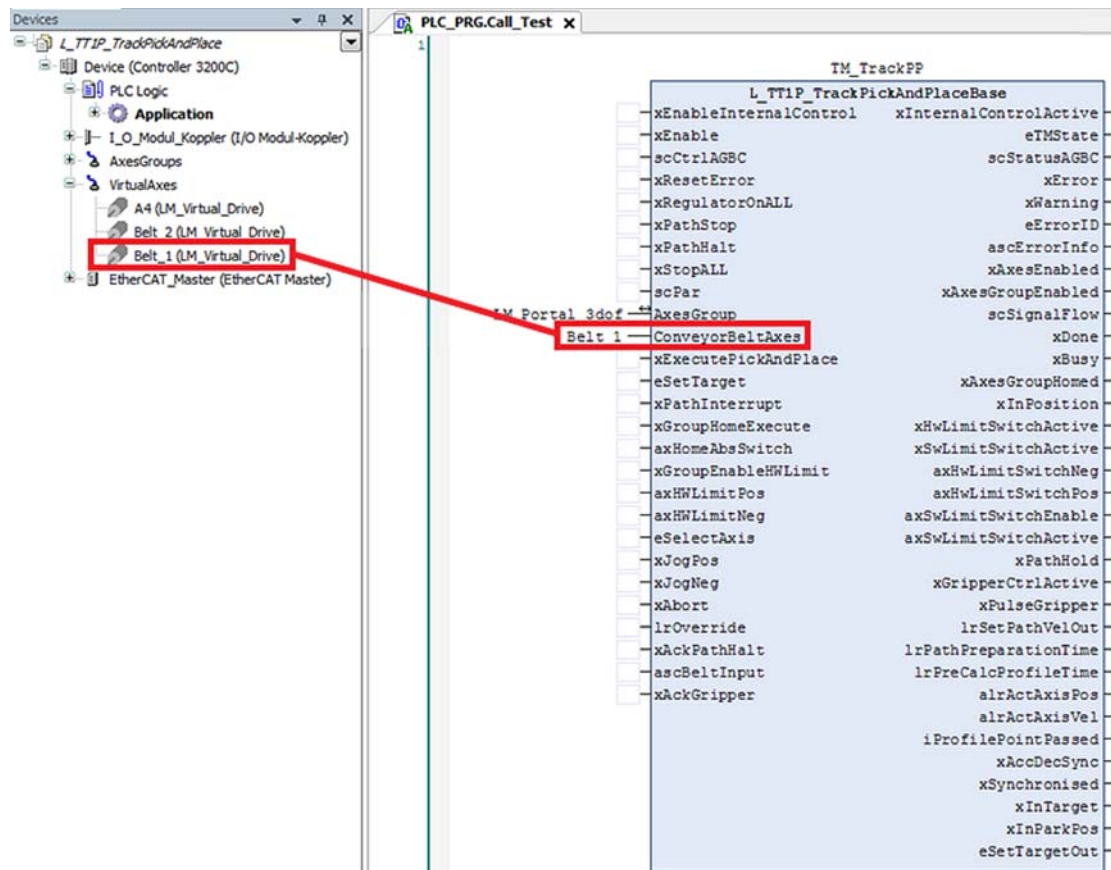 Devices
L_TT1P_TrackPickAndPlace
Device (Controller 3200C)
PLC Logic
Application
I_O_Modul_Koppler (I/O Modul-Koppler)
AxesGroups
VirtualAxes
A4 (LM_Virtual_Drive)
Belt_2 (LM_Virtual_Drive)
Belt_1 (LM_Virtual_Drive)
EtherCAT_Master (EtherCAT Master)
PLC_PRG.Call_Test
1
TM_TrackPP
L_TT1P_TrackPickAndPlaceBase
xEnableInternalControl xInternalControlActive
xEnable eTMState
scCtrlAGBC scStatusAGBC
xResetError xError
xRegulatorOnALL xWarning
xPathStop eErrorID
xPathHalt ascErrorInfo
xStopALL xAxesEnabled
scPar xAxesGroupEnabled
LM_Portal_3dof AxesGroup scSignalFlow
Belt_1 ConveyorBeltAxes xDone
xExecutePickAndPlace xBusy
eSetTarget xAxesGroupHomed
xPathInterrupt xInPosition
xGroupHomeExecute xHwLimitSwitchActive
axHomeAbsSwitch xSwLimitSwitchActive
xGroupEnableHWLimit axHwLimitSwitchNeg
axHWLimitPos axHwLimitSwitchPos
axHWLimitNeg axSwLimitSwitchEnable
eSelectAxis axSwLimitSwitchActive
xJogPos xPathHold
xJogNeg xGripperCtrlActive
xAbort xPulseGripper
lrOverride lrSetPathVelOut
xAckPathHalt lrPathPreparationTime
ascBeltInput lrPreCalcProfileTime
xAckGripper alrActAxisPos
alrActAxisVel
iProfilePointPassed
xAccDecSync
xSynchronised
xInTarget
xInParkPos
eSetTargetOut